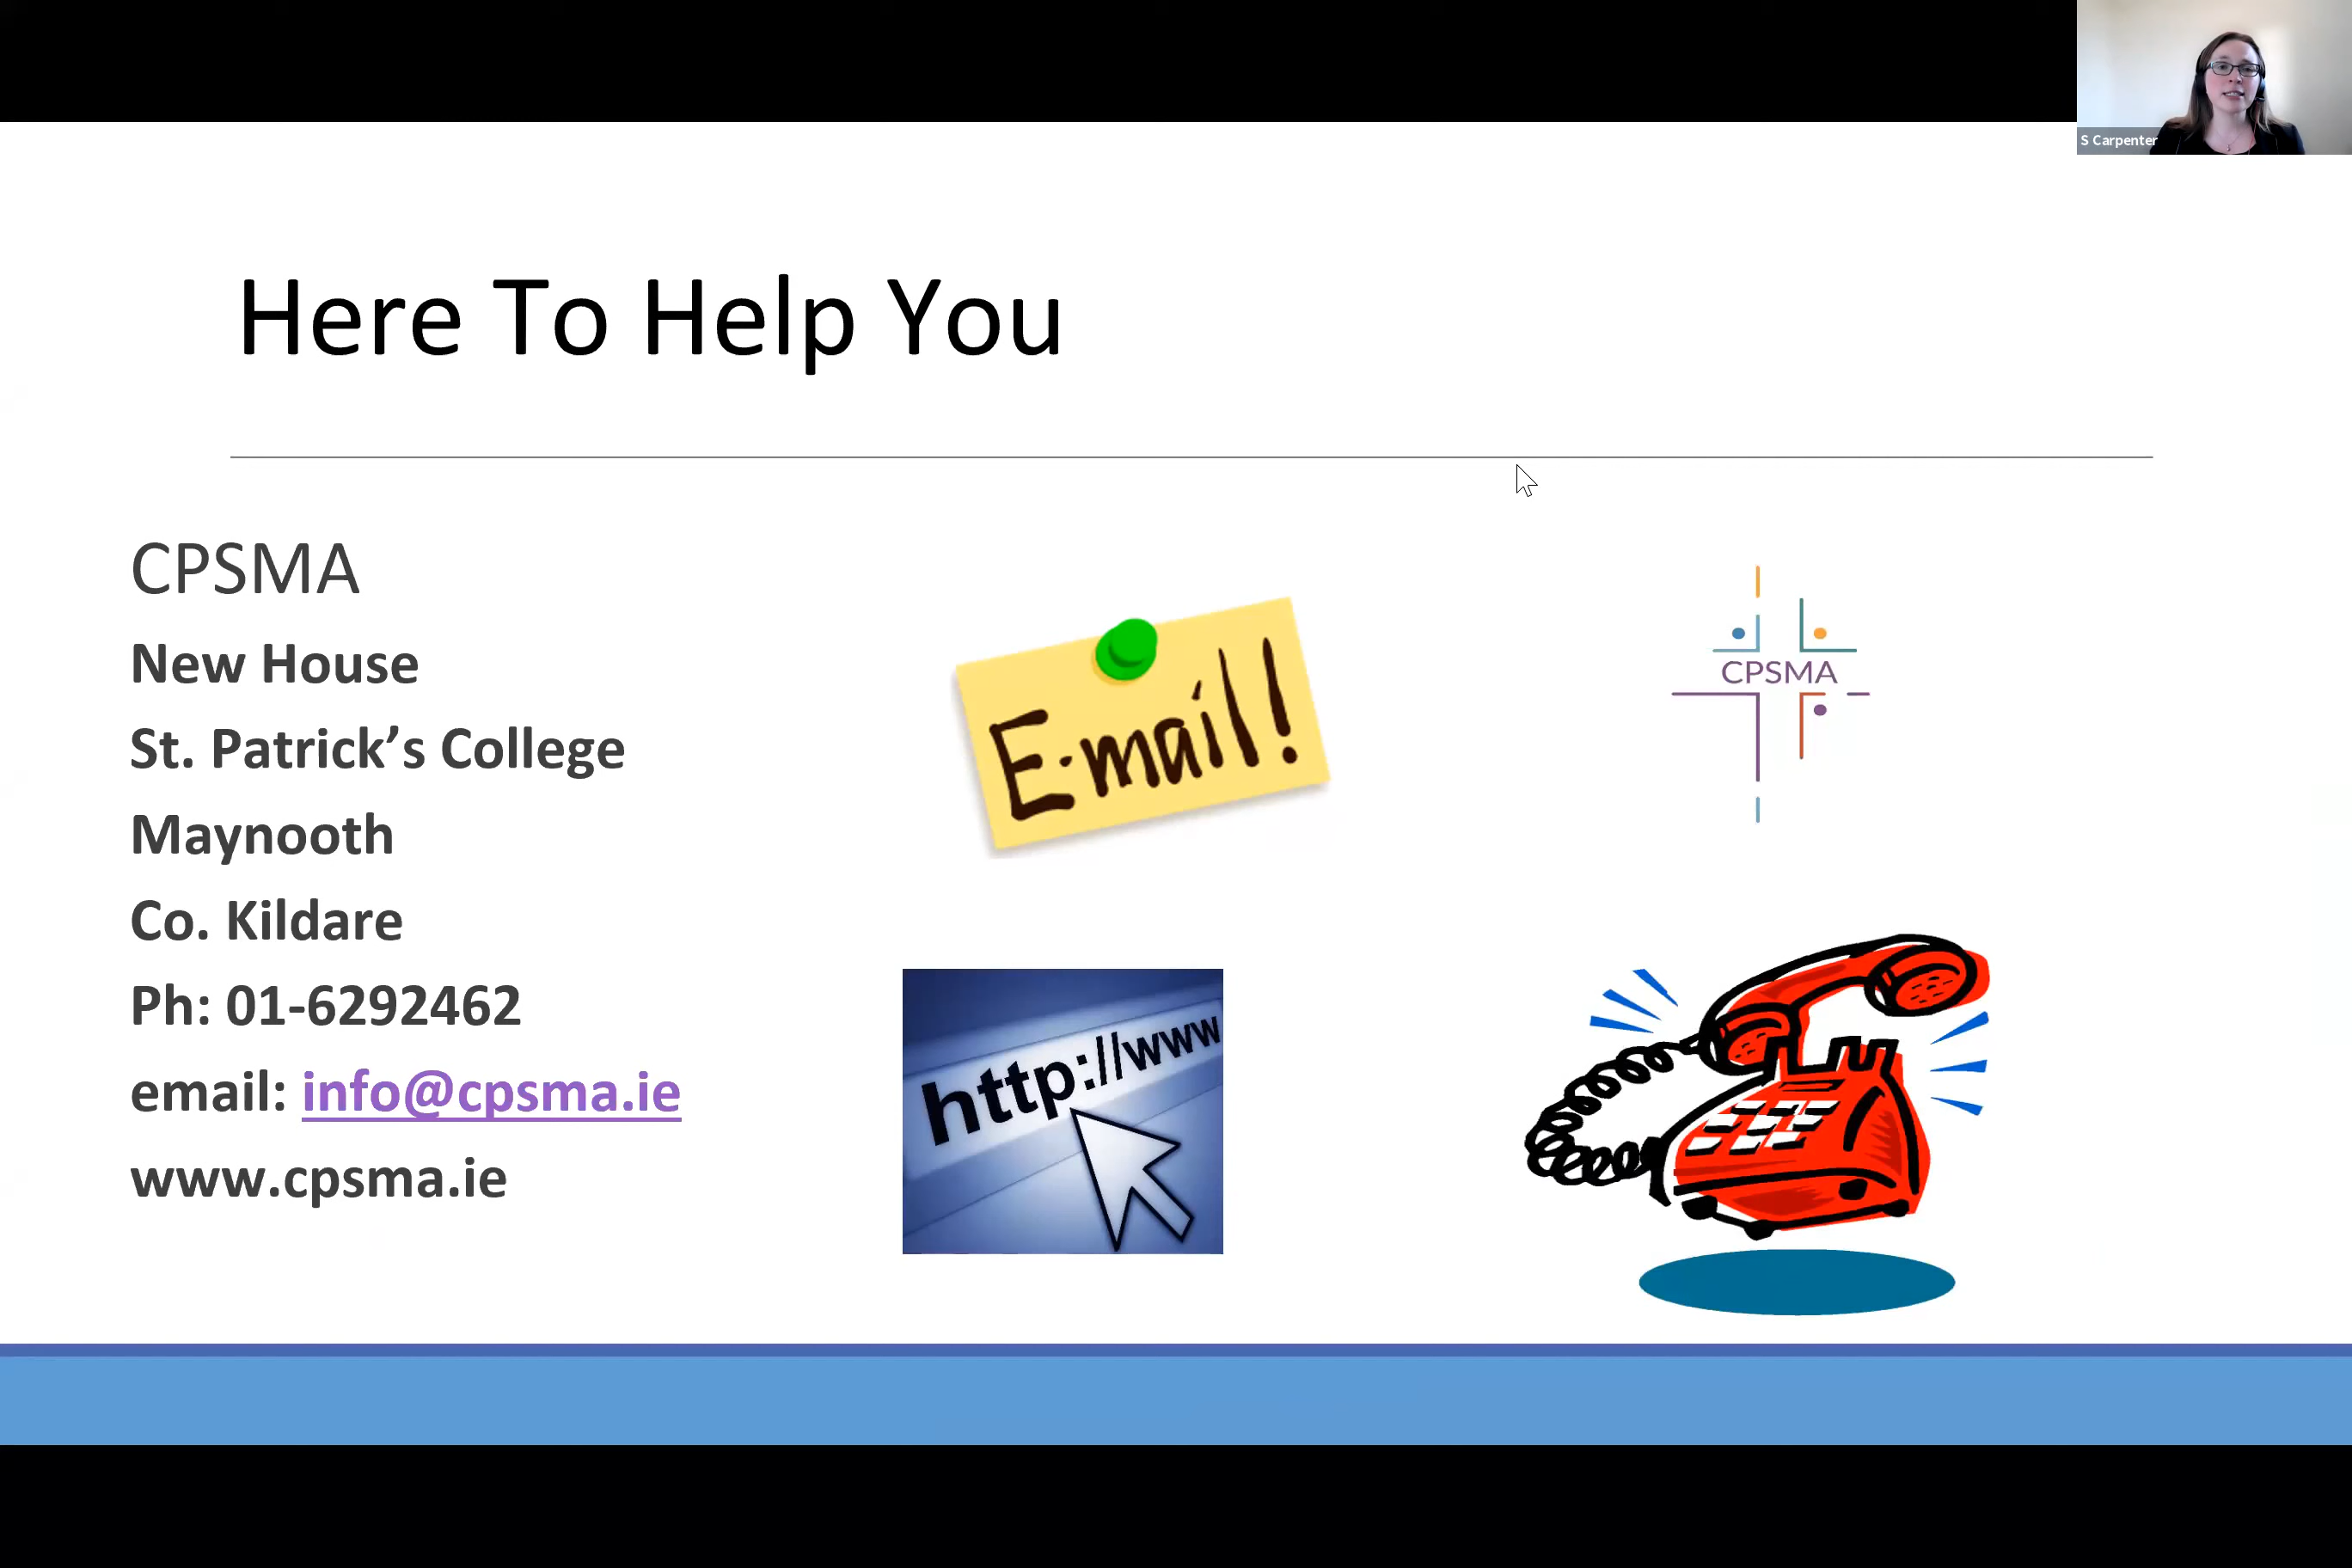 S Carpenter
Here To Help You
CPSMA
New House
St. Patrick’s College
Maynooth
Co. Kildare
Ph: 01-6292462
email: info@cpsma.ie
www.cpsma.ie
E-mail!
CPSMA
http://www